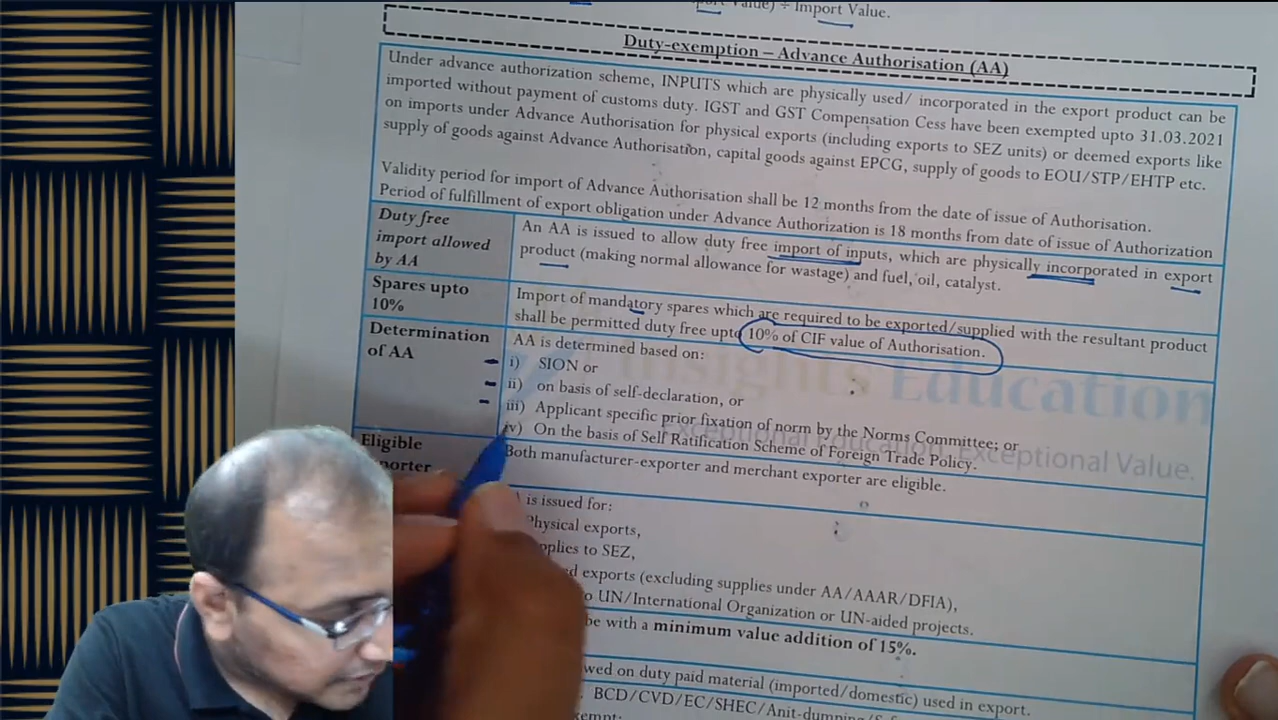 Value) ÷ Import Value.
Duty-exemption – Advance Authorisation (AA)
Under advance authorization scheme, INPUTS which are physically used/ incorporated in the export product can be
imported without payment of customs duty. IGST and GST Compensation Cess have been exempted upto 31.03.2021
on imports under Advance Authorisation for physical exports (including exports to SEZ units) or deemed exports like
supply of goods against Advance Authorisation, capital goods against EPCG, supply of goods to EOU/STP/EHTP etc.
Validity period for import of Advance Authorisation shall be 12 months from the date of issue of Authorisation.
Period of fulfillment of export obligation under Advance Authorization is 18 months from date of issue of Authorization
Duty free
import allowed
by AA
An AA is issued to allow duty free import of inputs, which are physically incorporated in export
product (making normal allowance for wastage) and fuel, oil, catalyst.
Spares upto
10%
Import of mandatory spares which are required to be exported/supplied with the resultant product
shall be permitted duty free upto 10% of CIF value of Authorisation.
Determination
of AA
AA is determined based on:
i) SION or
ii) on basis of self-declaration, or
iii) Applicant specific prior fixation of norm by the Norms Committee; or
iv) On the basis of Self Ratification Scheme of Foreign Trade Policy.
Eligible
Both manufacturer-exporter and merchant exporter are eligible.
is issued for:
Physical exports,
to SEZ,
exports (excluding supplies under AA/AAAR/DFIA),
UN/International Organization or UN-aided projects.
be with a minimum value addition of 15%.
on duty paid material (imported/domestic) used in export.
BCD/CVD/EC/SHEC/Anit-dumping/
Insights Education
Exceptional Education, Exceptional Value.